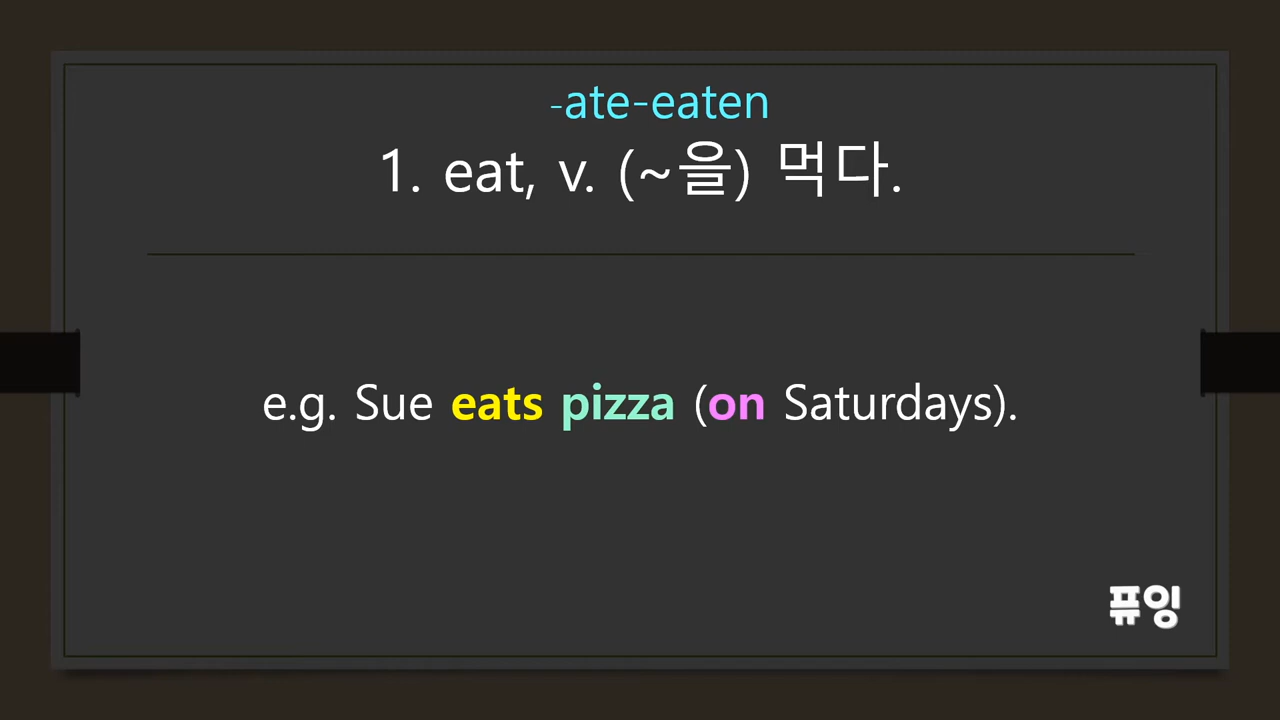 -ate-eaten
1. eat, v. (~을) 먹다.
e.g. Sue eats pizza (on Saturdays).
퓨잉